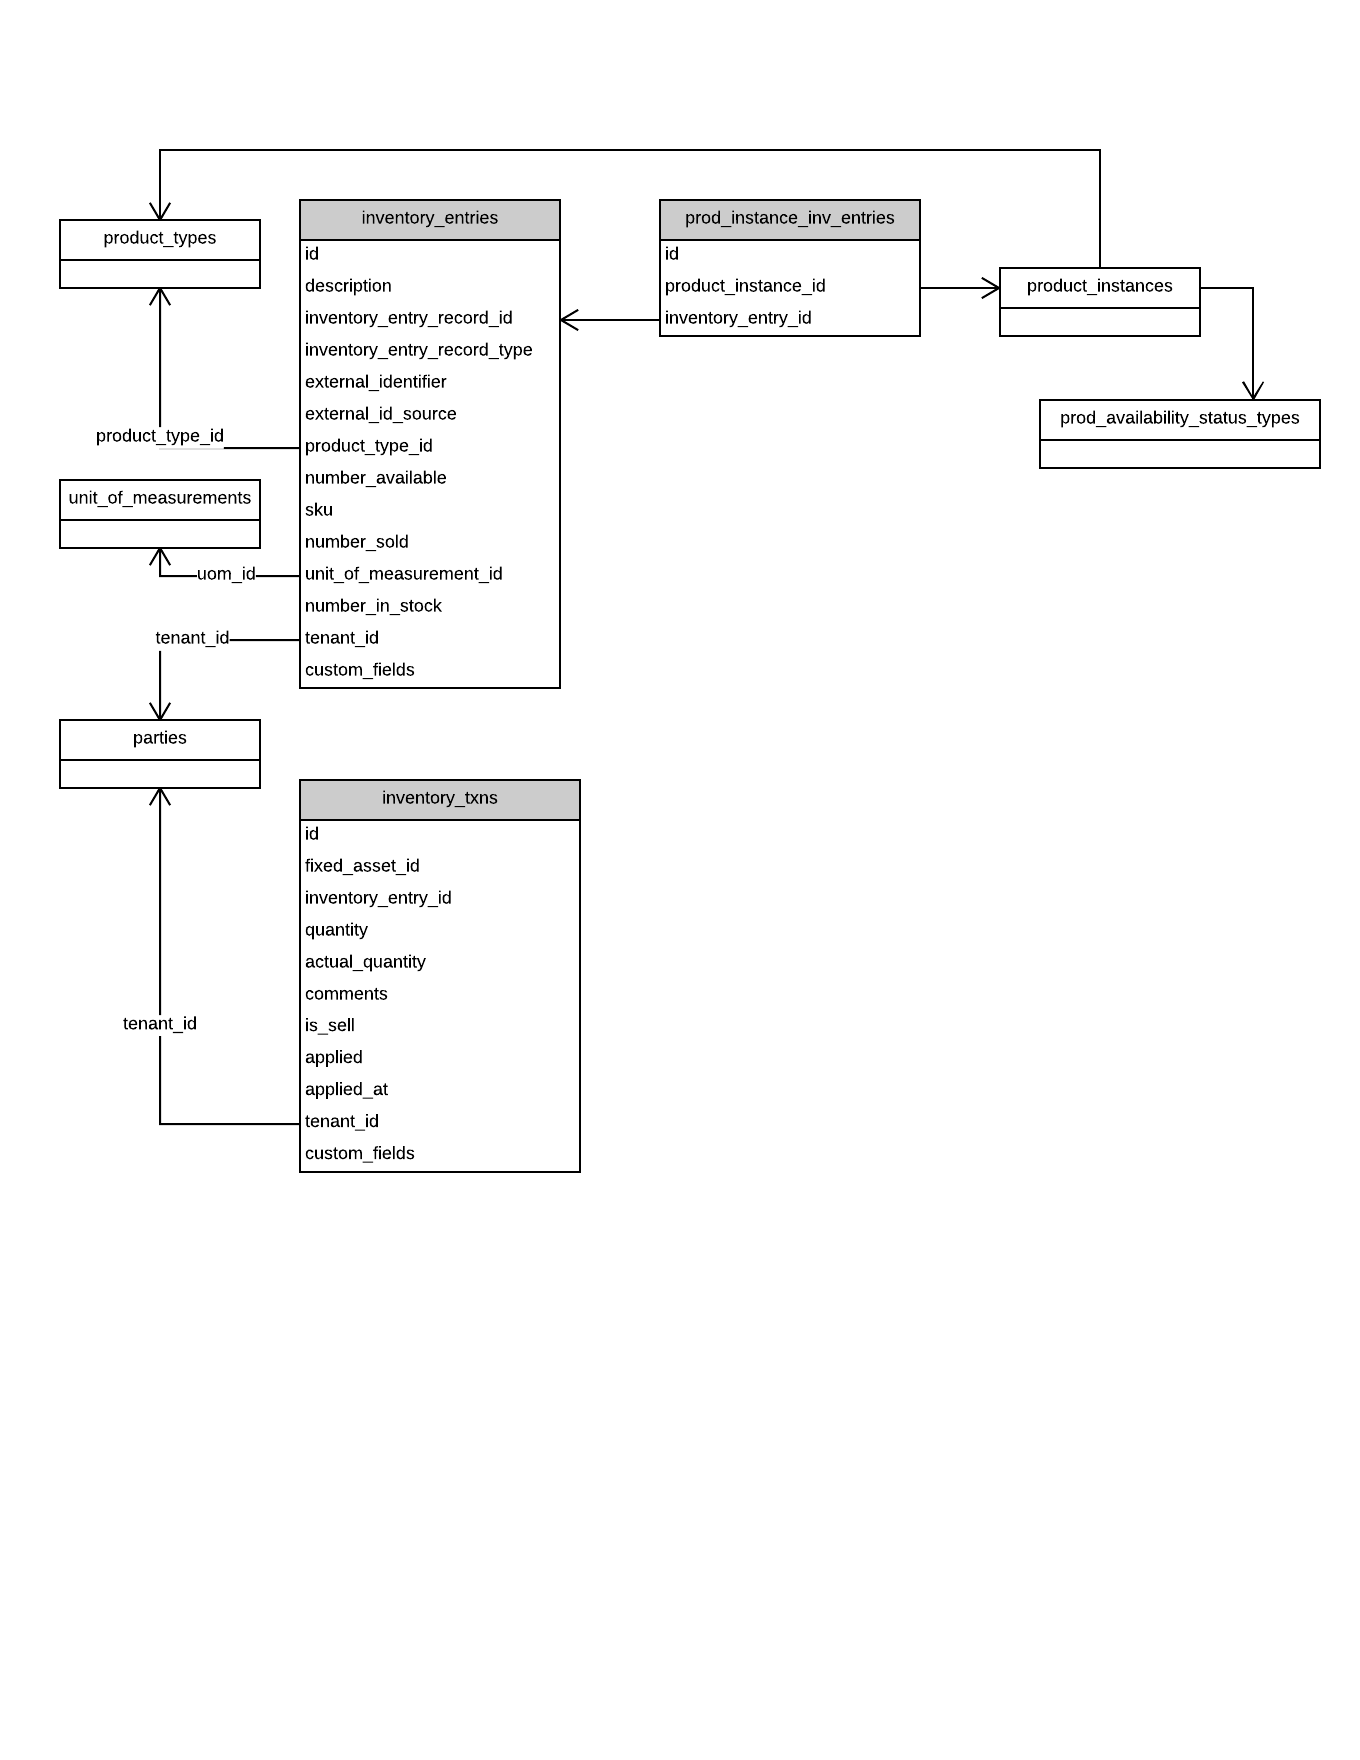 product_types
inventory_entries
id
description
inventory_entry_record_id
inventory_entry_record_type
external_identifier
external_id_source
product_type_id
number_available
sku
number_sold
unit_of_measurement_id
number_in_stock
tenant_id
custom_fields
prod_instance_inv_entries
id
product_instance_id
inventory_entry_id
product_instances
prod_availability_status_types
product_type_id
unit_of_measurements
uom_id
tenant_id
parties
inventory_txns
id
fixed_asset_id
inventory_entry_id
quantity
actual_quantity
comments
is_sell
applied
applied_at
tenant_id
custom_fields
tenant_id